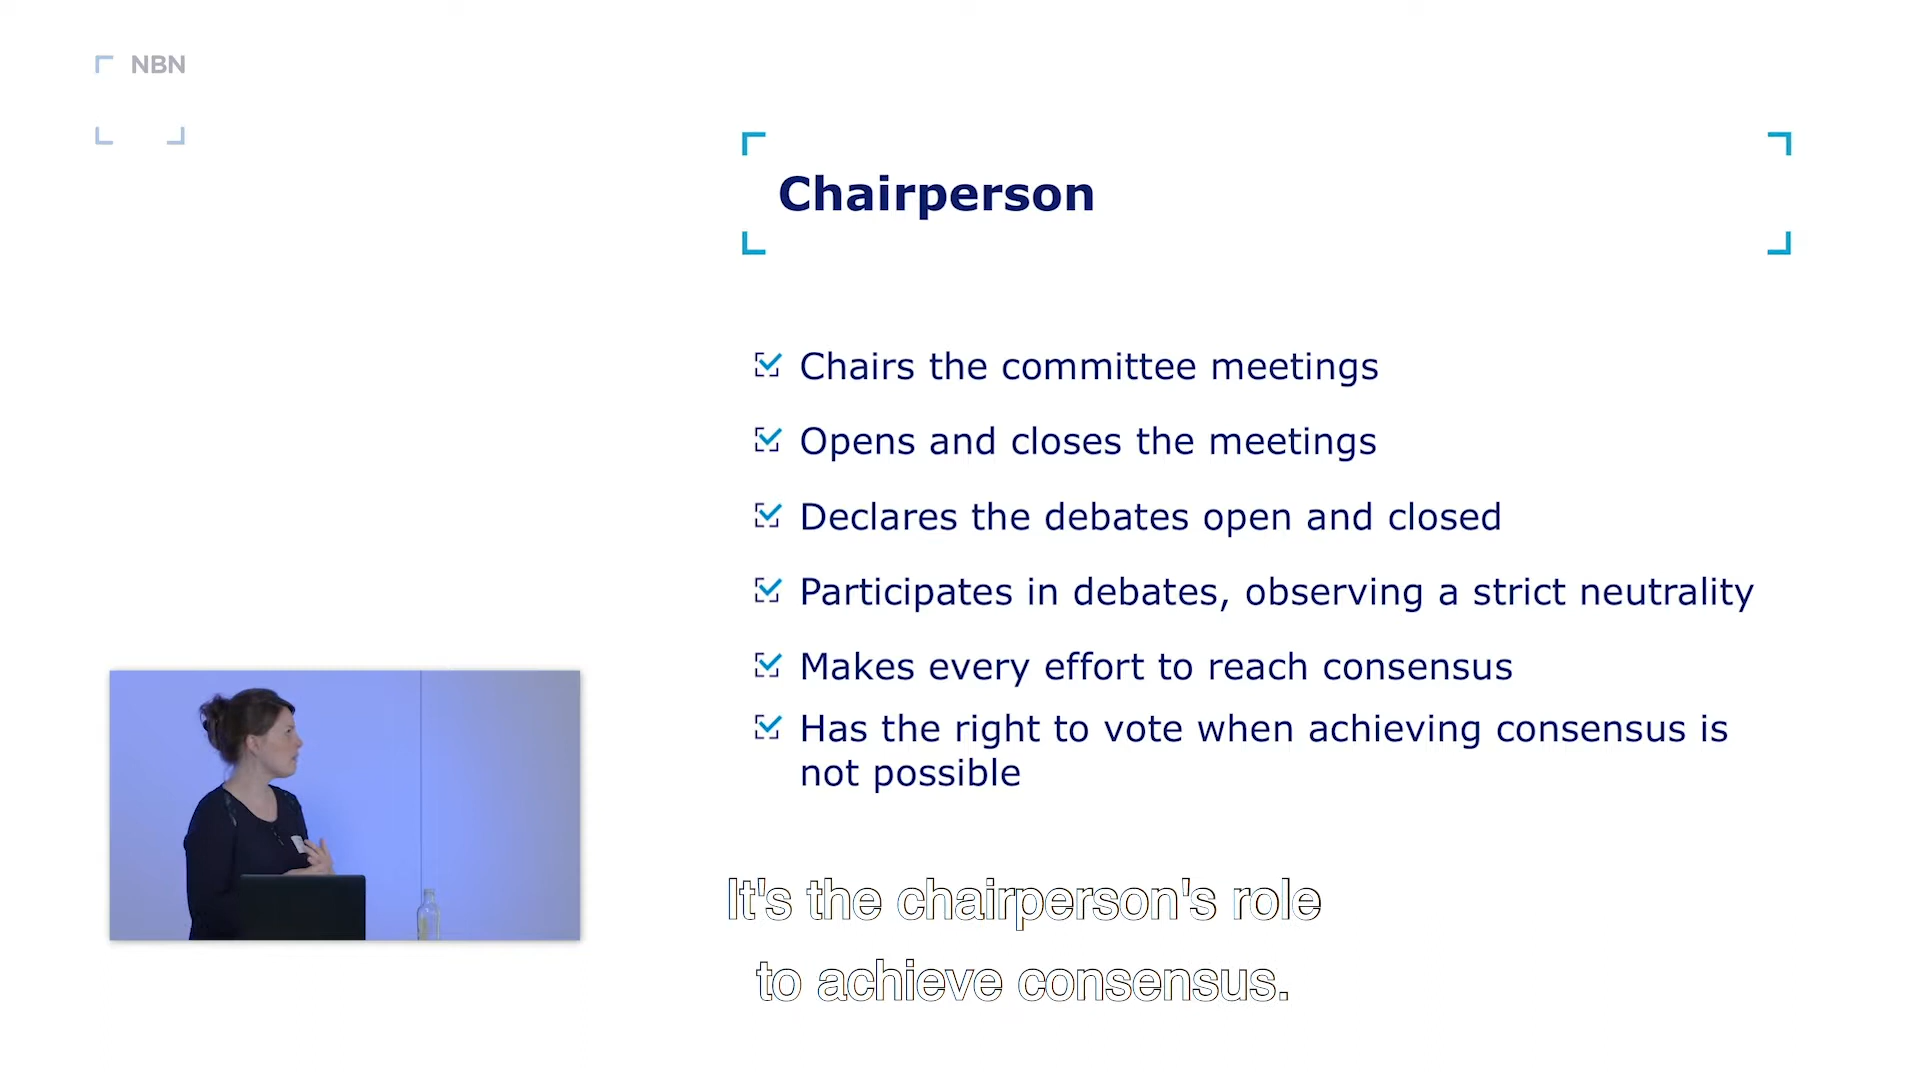 NBN
Chairperson
Chairs the committee meetings
Opens and closes the meetings
Declares the debates open and closed
Participates in debates, observing a strict neutrality
Makes every effort to reach consensus
Has the right to vote when achieving consensus is
not possible
It's the chairperson's role
to achieve consensus.